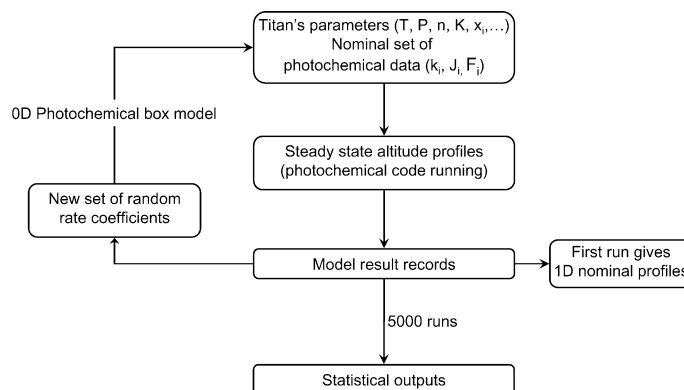 Titan's parameters (T, P, n, K, xi,...)
Nominal set of
photochemical data (ki, Ji, Fi)
0D Photochemical box model
Steady state altitude profiles
(photochemical code running)
New set of random
rate coefficients
Model result records
First run gives
1D nominal profiles
5000 runs
Statistical outputs